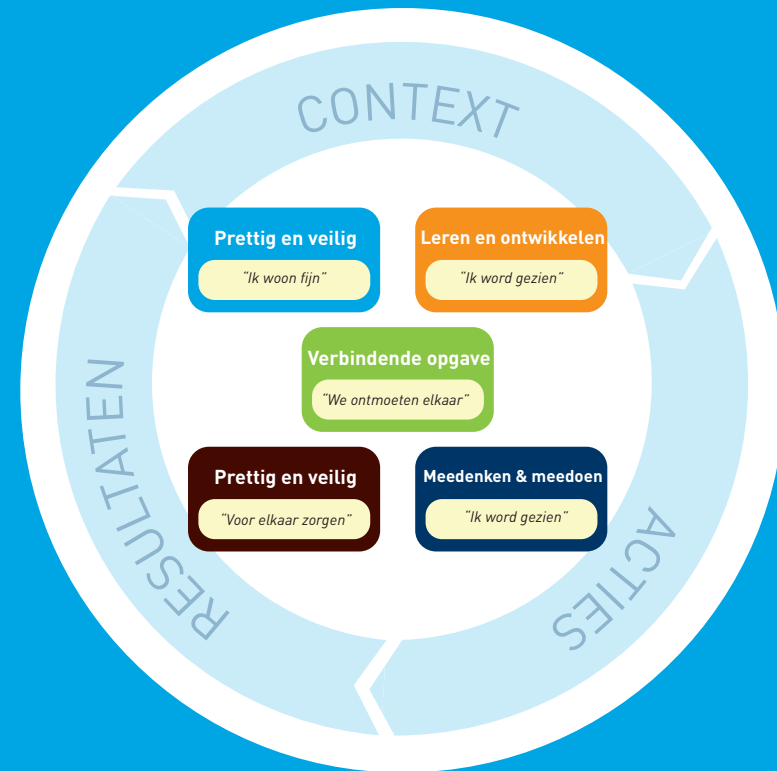 CONTEXT
Prettig en veilig
“Ik woon fijn”
Leren en ontwikkelen
“Ik word gezien”
Verbindende opgave
“We ontmoeten elkaar”
Prettig en veilig
“Voor elkaar zorgen”
Meedenken & meedoen
“Ik word gezien”
ACTIES
RESULTATEN